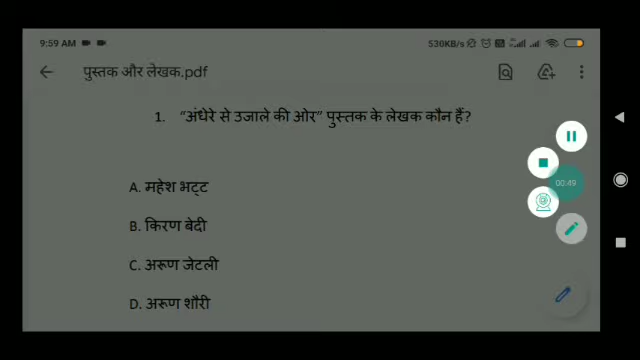 9:59 AM
530KB/s
पुस्तक और लेखक.pdf
1. "अंधेरे से उजाले की ओर" पुस्तक के लेखक कौन हैं?
00:49
A. महेश भट्ट
B. किरण बेदी
C. अरूण जेटली
D. अरूण शौरी